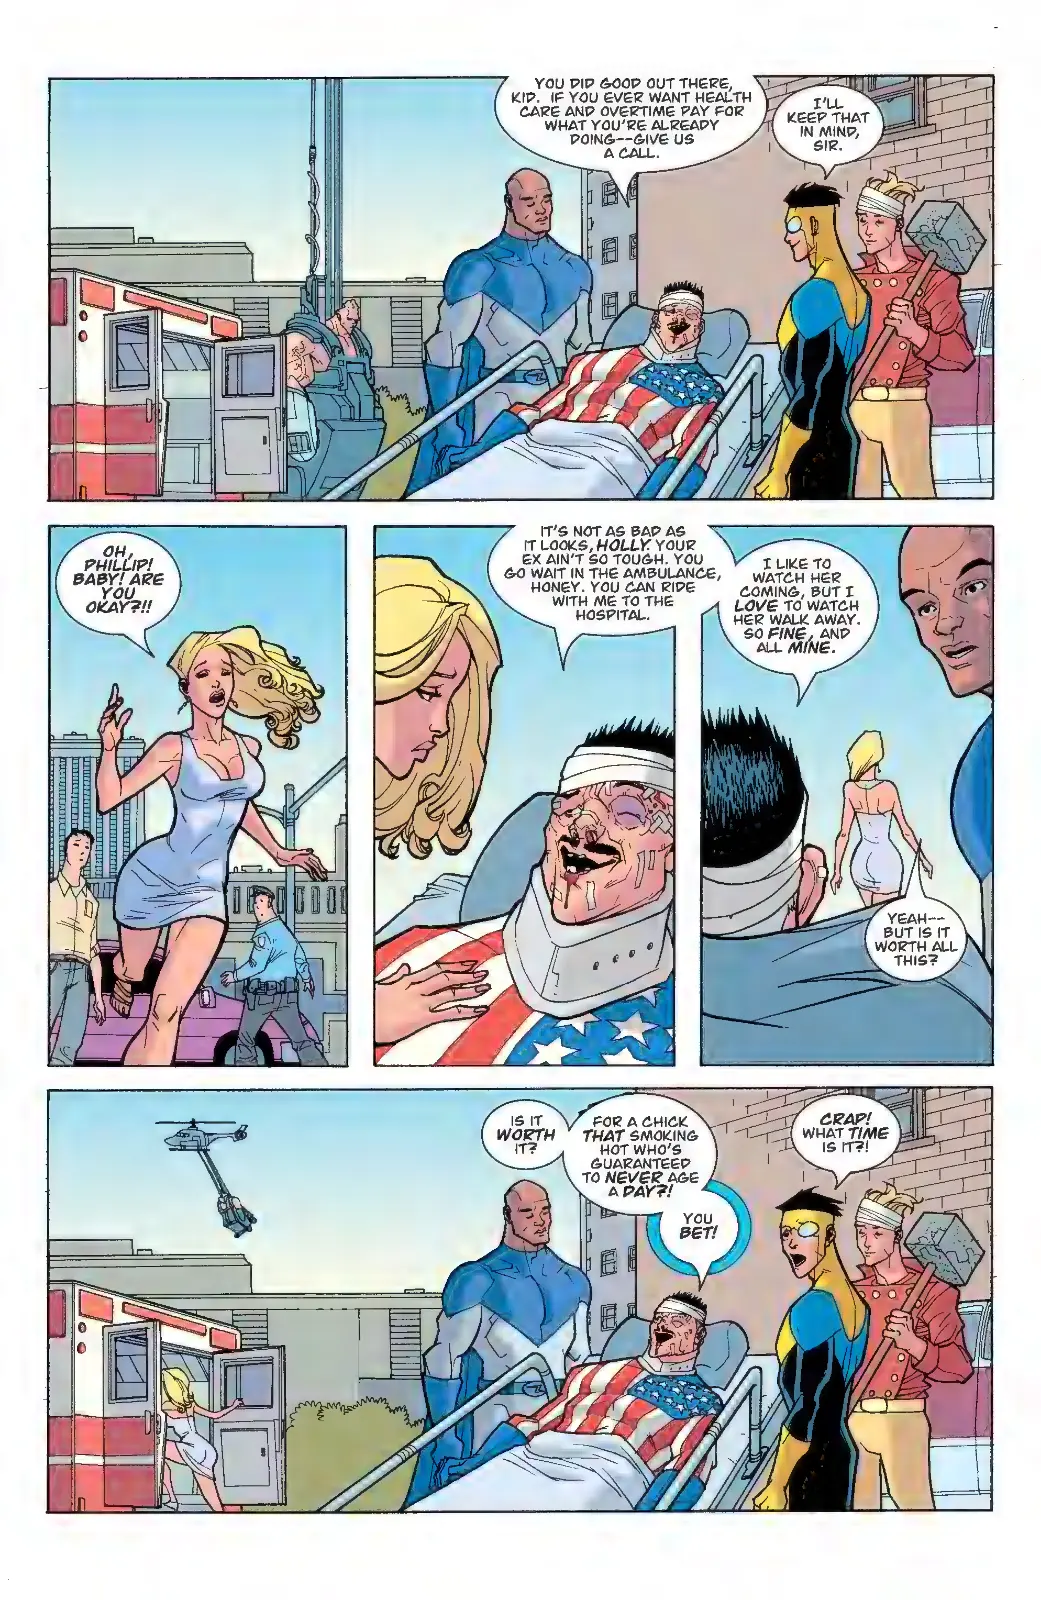 YOU DID GOOD OUT THERE,
KID. IF YOU EVER WANT HEALTH
CARE AND OVERTIME PAY FOR
WHAT YOU'RE ALREADY
DOING--GIVE US
A CALL.
I'LL
KEEP THAT
IN MIND,
SIR.
OH,
PHILLIP!
BABY! ARE
YOU
OKAY?!!
IT'S NOT AS BAD AS
IT LOOKS, HOLLY. YOUR
EX AIN'T SO TOUGH. YOU
GO WAIT IN THE AMBULANCE,
HONEY. YOU CAN RIDE
WITH ME TO THE
HOSPITAL.
I LIKE TO
WATCH HER
COMING, BUT I
LOVE TO WATCH
HER WALK AWAY.
SO FINE, AND
ALL MINE.
YEAH--
BUT IS IT
WORTH ALL
THIS?
IS IT
WORTH
IT?
FOR A CHICK
THAT SMOKING
HOT WHO'S
GUARANTEED
TO NEVER AGE
A DAY?!
YOU
BET!
CRAP!
WHAT TIME
IS IT?!